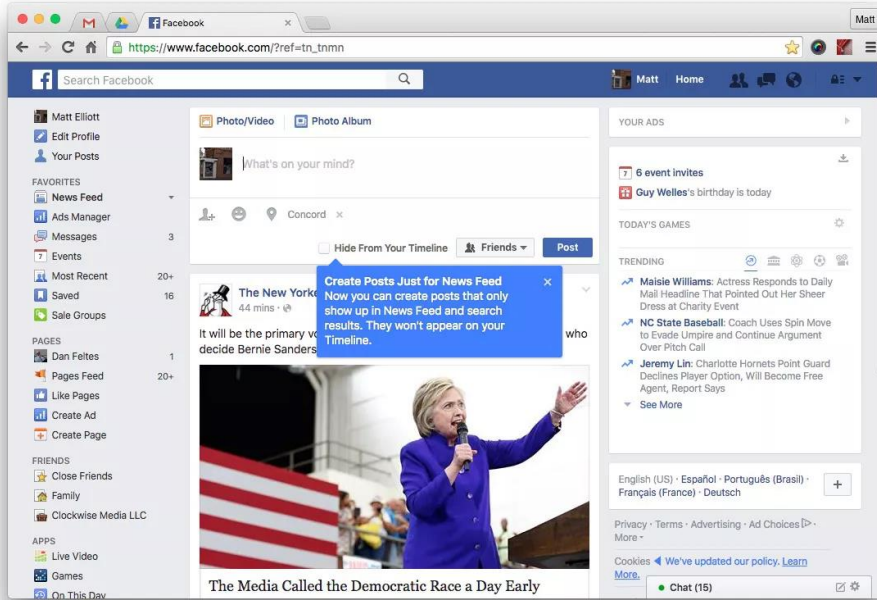 Facebook
Matt
https://www.facebook.com/?ref=tn_tnmn
Search Facebook
Matt
Home
Matt Elliott
Edit Profile
Your Posts
FAVORITES
News Feed
Ads Manager
Messages 3
Events
Most Recent 20+
Saved 16
Sale Groups
PAGES
Dan Feltes 1
Pages Feed 20+
Like Pages
Create Ad
Create Page
FRIENDS
Close Friends
Family
Clockwise Media LLC
APPS
Live Video
Games
On This Day
Photo/Video
Photo Album
What's on your mind?
Concord
Hide From Your Timeline
Friends
Post
Create Posts Just for News Feed
Now you can create posts that only
show up in News Feed and search
results. They won't appear on your
Timeline.
The New Yorke
44 mins ·
It will be the primary vo who
decide Bernie Sanders
The Media Called the Democratic Race a Day Early
YOUR ADS
7 6 event invites
Guy Welles's birthday is today
TODAY'S GAMES
TRENDING
Maisie Williams: Actress Responds to Daily
Mail Headline That Pointed Out Her Sheer
Dress at Charity Event
NC State Baseball: Coach Uses Spin Move
to Evade Umpire and Continue Argument
Over Pitch Call
Jeremy Lin: Charlotte Hornets Point Guard
Declines Player Option, Will Become Free
Agent, Report Says
See More
English (US) · Español · Português (Brasil) ·
Français (France) · Deutsch
Privacy · Terms · Advertising · Ad Choices ·
More
Cookies We've updated our policy. Learn
More.
Chat (15)